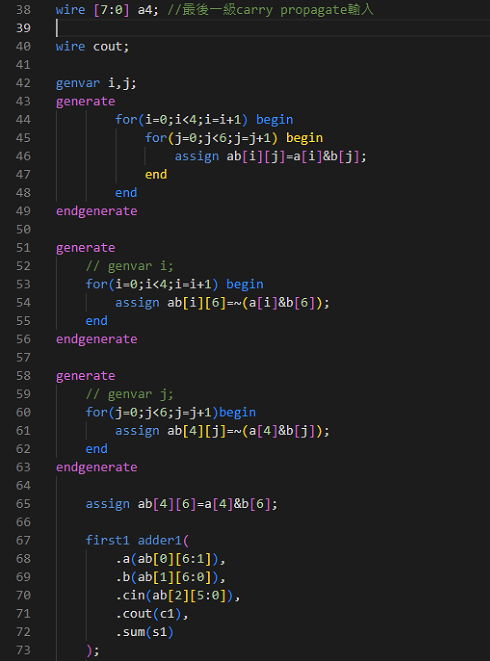 38 wire [7:0] a4; //最後一級carry propagate輸入
39
40 wire cout;
41
42 genvar i,j;
43 generate
44 for(i=0;i<4;i=i+1) begin
45 for(j=0;j<6;j=j+1) begin
46 assign ab[i][j]=a[i]&b[j];
47 end
48 end
49 endgenerate
50
51 generate
52 // genvar i;
53 for(i=0;i<4;i=i+1) begin
54 assign ab[i][6]=~(a[i]&b[6]);
55 end
56 endgenerate
57
58 generate
59 // genvar j;
60 for(j=0;j<6;j=j+1)begin
61 assign ab[4][j]=~(a[4]&b[j]);
62 end
63 endgenerate
64
65 assign ab[4][6]=a[4]&b[6];
66
67 first1 adder1(
68 .a(ab[0][6:1]),
69 .b(ab[1][6:0]),
70 .cin(ab[2][5:0]),
71 .cout(c1),
72 .sum(s1)
73 );